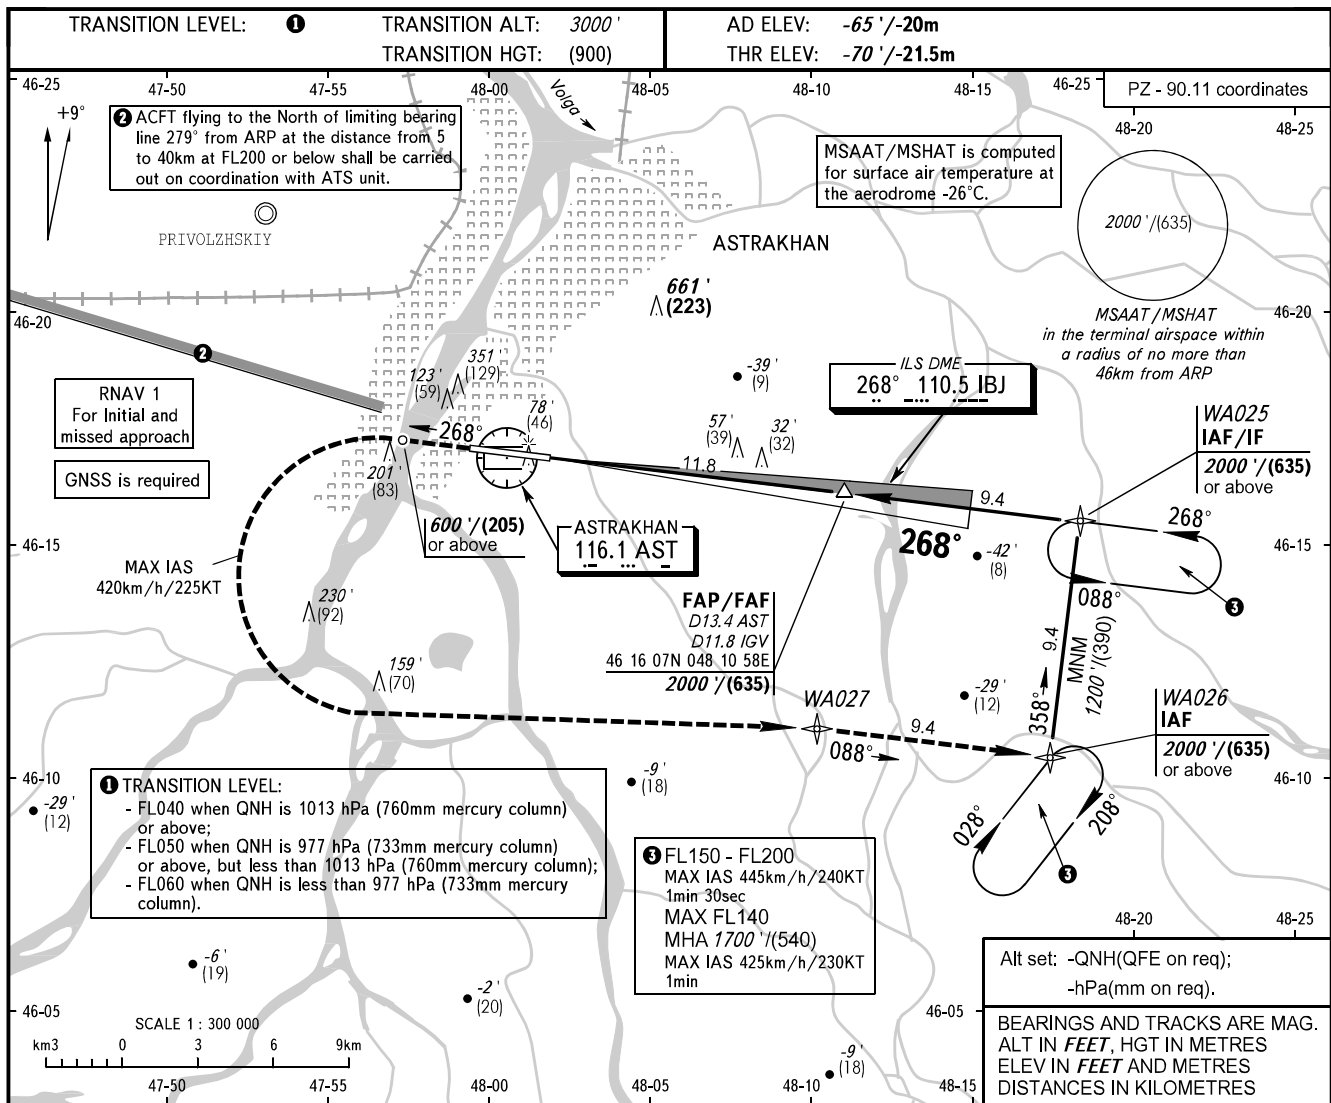 TRANSITION LEVEL: ❶
TRANSITION ALT: 3000 '
TRANSITION HGT: (900)
AD ELEV: -65 '/-20m
THR ELEV: -70 '/-21.5m
46-25
47-50
47-55
48-00
48-05
48-10
48-15
46-25
PZ - 90.11 coordinates
48-20
48-25
+9°
❷ ACFT flying to the North of limiting bearing
line 279° from ARP at the distance from 5
to 40km at FL200 or below shall be carried
out on coordination with ATS unit.
PRIVOLZHSKIY
Volga
MSAAT/MSHAT is computed
for surface air temperature at
the aerodrome -26°C.
2000 '/(635)
MSAAT/MSHAT
in the terminal airspace within
a radius of no more than
46km from ARP
ASTRAKHAN
661 '
(223)
46-20
46-20
❷
RNAV 1
For Initial and
missed approach
GNSS is required
351 '
(129)
123 '
(59)
78 '
(46)
-39 '
(9)
57 '
(39)
32 '
(32)
ILS DME
268° 110.5 IBJ
WA025
IAF/IF
2000 '/(635)
or above
268°
11.8
9.4
201 '
(83)
600 '/(205)
or above
ASTRAKHAN
116.1 AST
268°
-42 '
(8)
268°
088°
❸
46-15
46-15
MAX IAS
420km/h/225KT
230 '
(92)
159 '
(70)
FAP/FAF
D13.4 AST
D11.8 IGV
46 16 07N 048 10 58E
2000 '/(635)
9.4
358°
MNM
1200 '/(390)
-29 '
(12)
WA027
9.4
088°
WA026
IAF
2000 '/(635)
or above
46-10
46-10
028°
208°
❸
-9 '
(18)
-29 '
(12)
❶ TRANSITION LEVEL:
- FL040 when QNH is 1013 hPa (760mm mercury column)
or above;
- FL050 when QNH is 977 hPa (733mm mercury column)
or above, but less than 1013 hPa (760mm mercury column);
- FL060 when QNH is less than 977 hPa (733mm mercury
column).
❸ FL150 - FL200
MAX IAS 445km/h/240KT
1min 30sec
MAX FL140
MHA 1700 '/(540)
MAX IAS 425km/h/230KT
1min
48-20
48-25
-6 '
(19)
-2 '
(20)
-9 '
(18)
46-05
46-05
SCALE 1 : 300 000
km3 0 3 6 9km
47-50
47-55
48-00
48-05
48-10
48-15
Alt set: -QNH(QFE on req);
-hPa(mm on req).
BEARINGS AND TRACKS ARE MAG.
ALT IN FEET, HGT IN METRES
ELEV IN FEET AND METRES
DISTANCES IN KILOMETRES